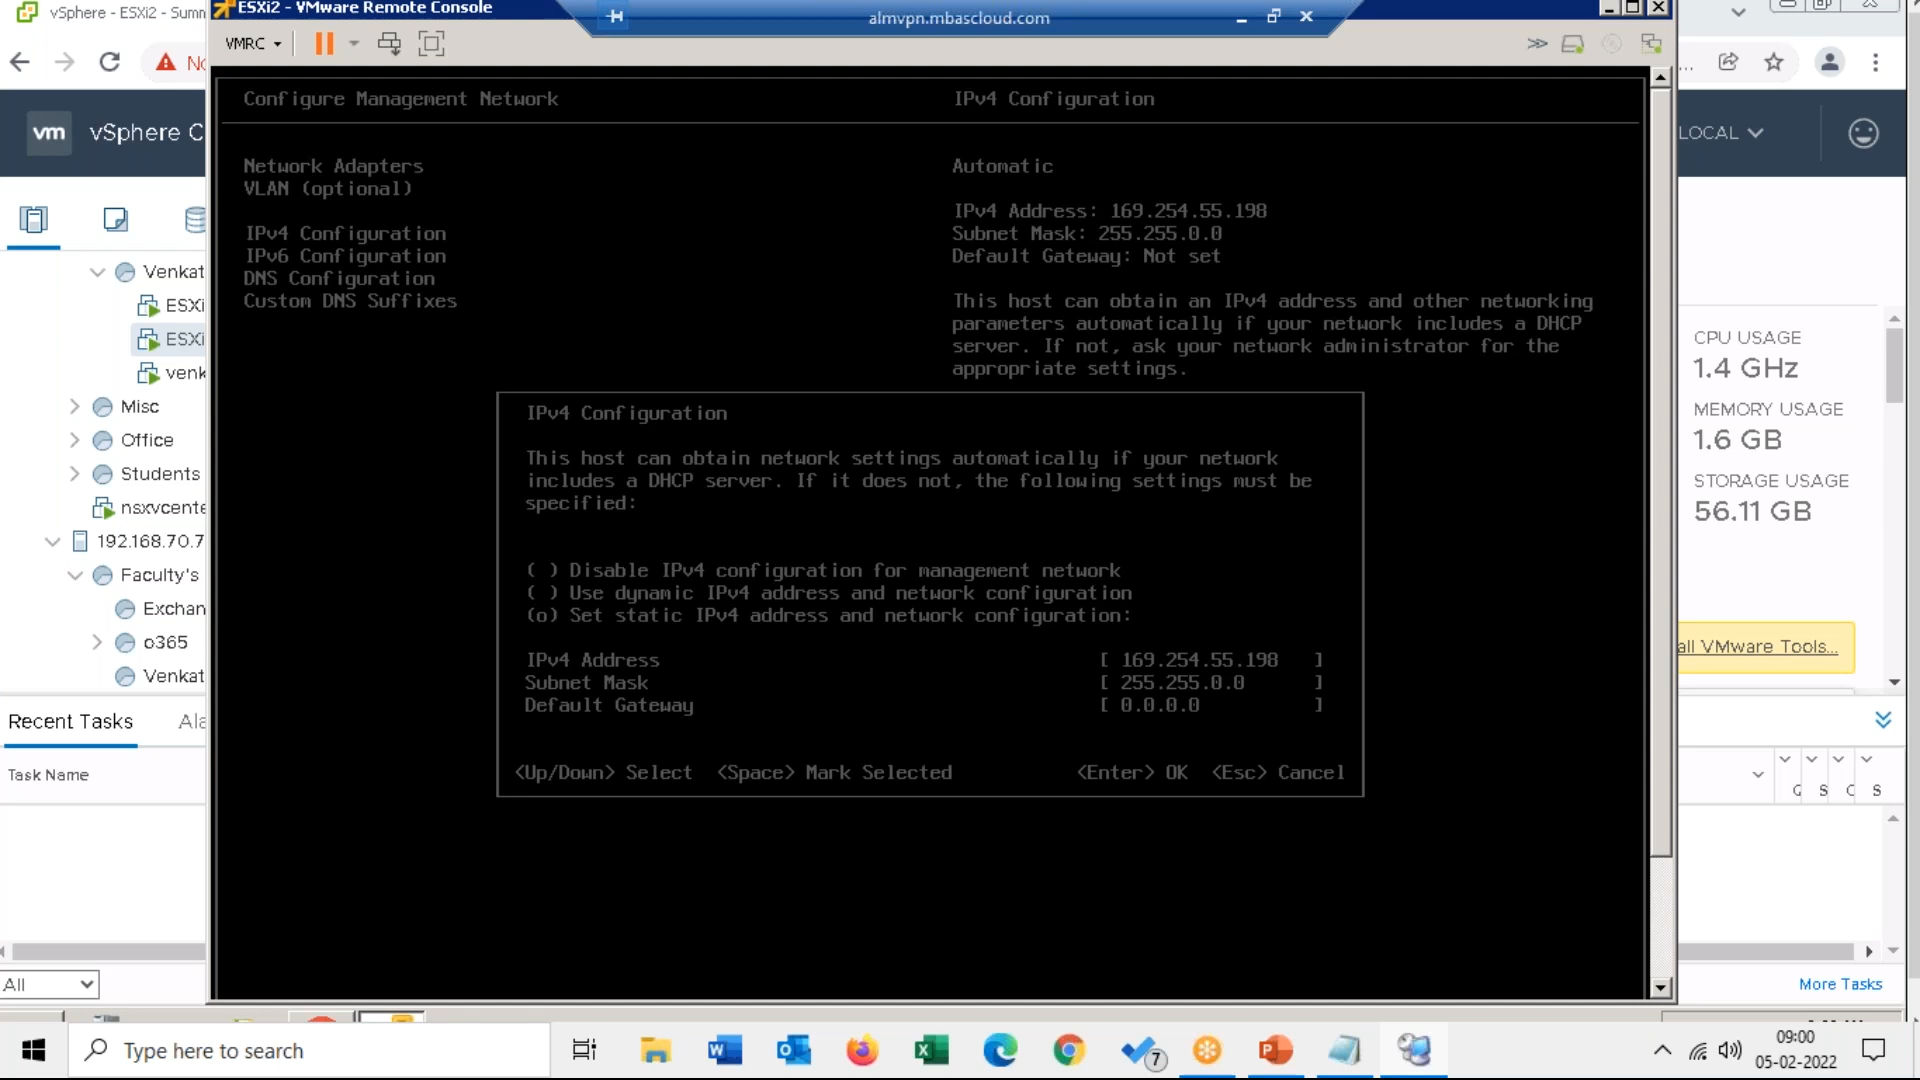 vSphere - ESXi2 - Sum
ESXi2 - VMware Remote Console
almvpn.mbascloud.com
VMRC
vm
vSphere C
LOCAL
Configure Management Network
IPv4 Configuration
Network Adapters
VLAN (optional)
IPv4 Configuration
IPv6 Configuration
DNS Configuration
Custom DNS Suffixes
Automatic
IPv4 Address: 169.254.55.198
Subnet Mask: 255.255.0.0
Default Gateway: Not set
This host can obtain an IPv4 address and other networking
parameters automatically if your network includes a DHCP
server. If not, ask your network administrator for the
appropriate settings.
IPv4 Configuration
This host can obtain network settings automatically if your network
includes a DHCP server. If it does not, the following settings must be
specified:
( ) Disable IPv4 configuration for management network
( ) Use dynamic IPv4 address and network configuration
(o) Set static IPv4 address and network configuration:
IPv4 Address [ 169.254.55.198 ]
Subnet Mask [ 255.255.0.0 ]
Default Gateway [ 0.0.0.0 ]
<Up/Down> Select <Space> Mark Selected <Enter> OK <Esc> Cancel
Venkat
ESXi
ESXi
venk
Misc
Office
Students
nsxvcente
192.168.70.7
Faculty's
Exchan
o365
Venkat
CPU USAGE
1.4 GHz
MEMORY USAGE
1.6 GB
STORAGE USAGE
56.11 GB
all VMware Tools...
Recent Tasks
Ala
Task Name
S
S
All
More Tasks
Type here to search
7
09:00
05-02-2022